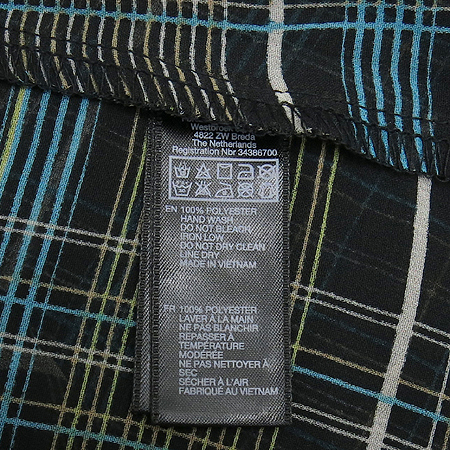 4822 ZW Breda
The Netherlands
Registration Nbr 34386700
EN 100% POLYESTER
HAND WASH
DO NOT BLEACH
IRON LOW
DO NOT DRY CLEAN
LINE DRY
MADE IN VIETNAM
FR 100% POLYESTER
LAVER À LA MAIN
NE PAS BLANCHIR
REPASSER À
TEMPÉRATURE
MODÉRÉE
NE PAS NETTOYER À
SEC
SÉCHER À L'AIR
FABRIQUÉ AU VIETNAM